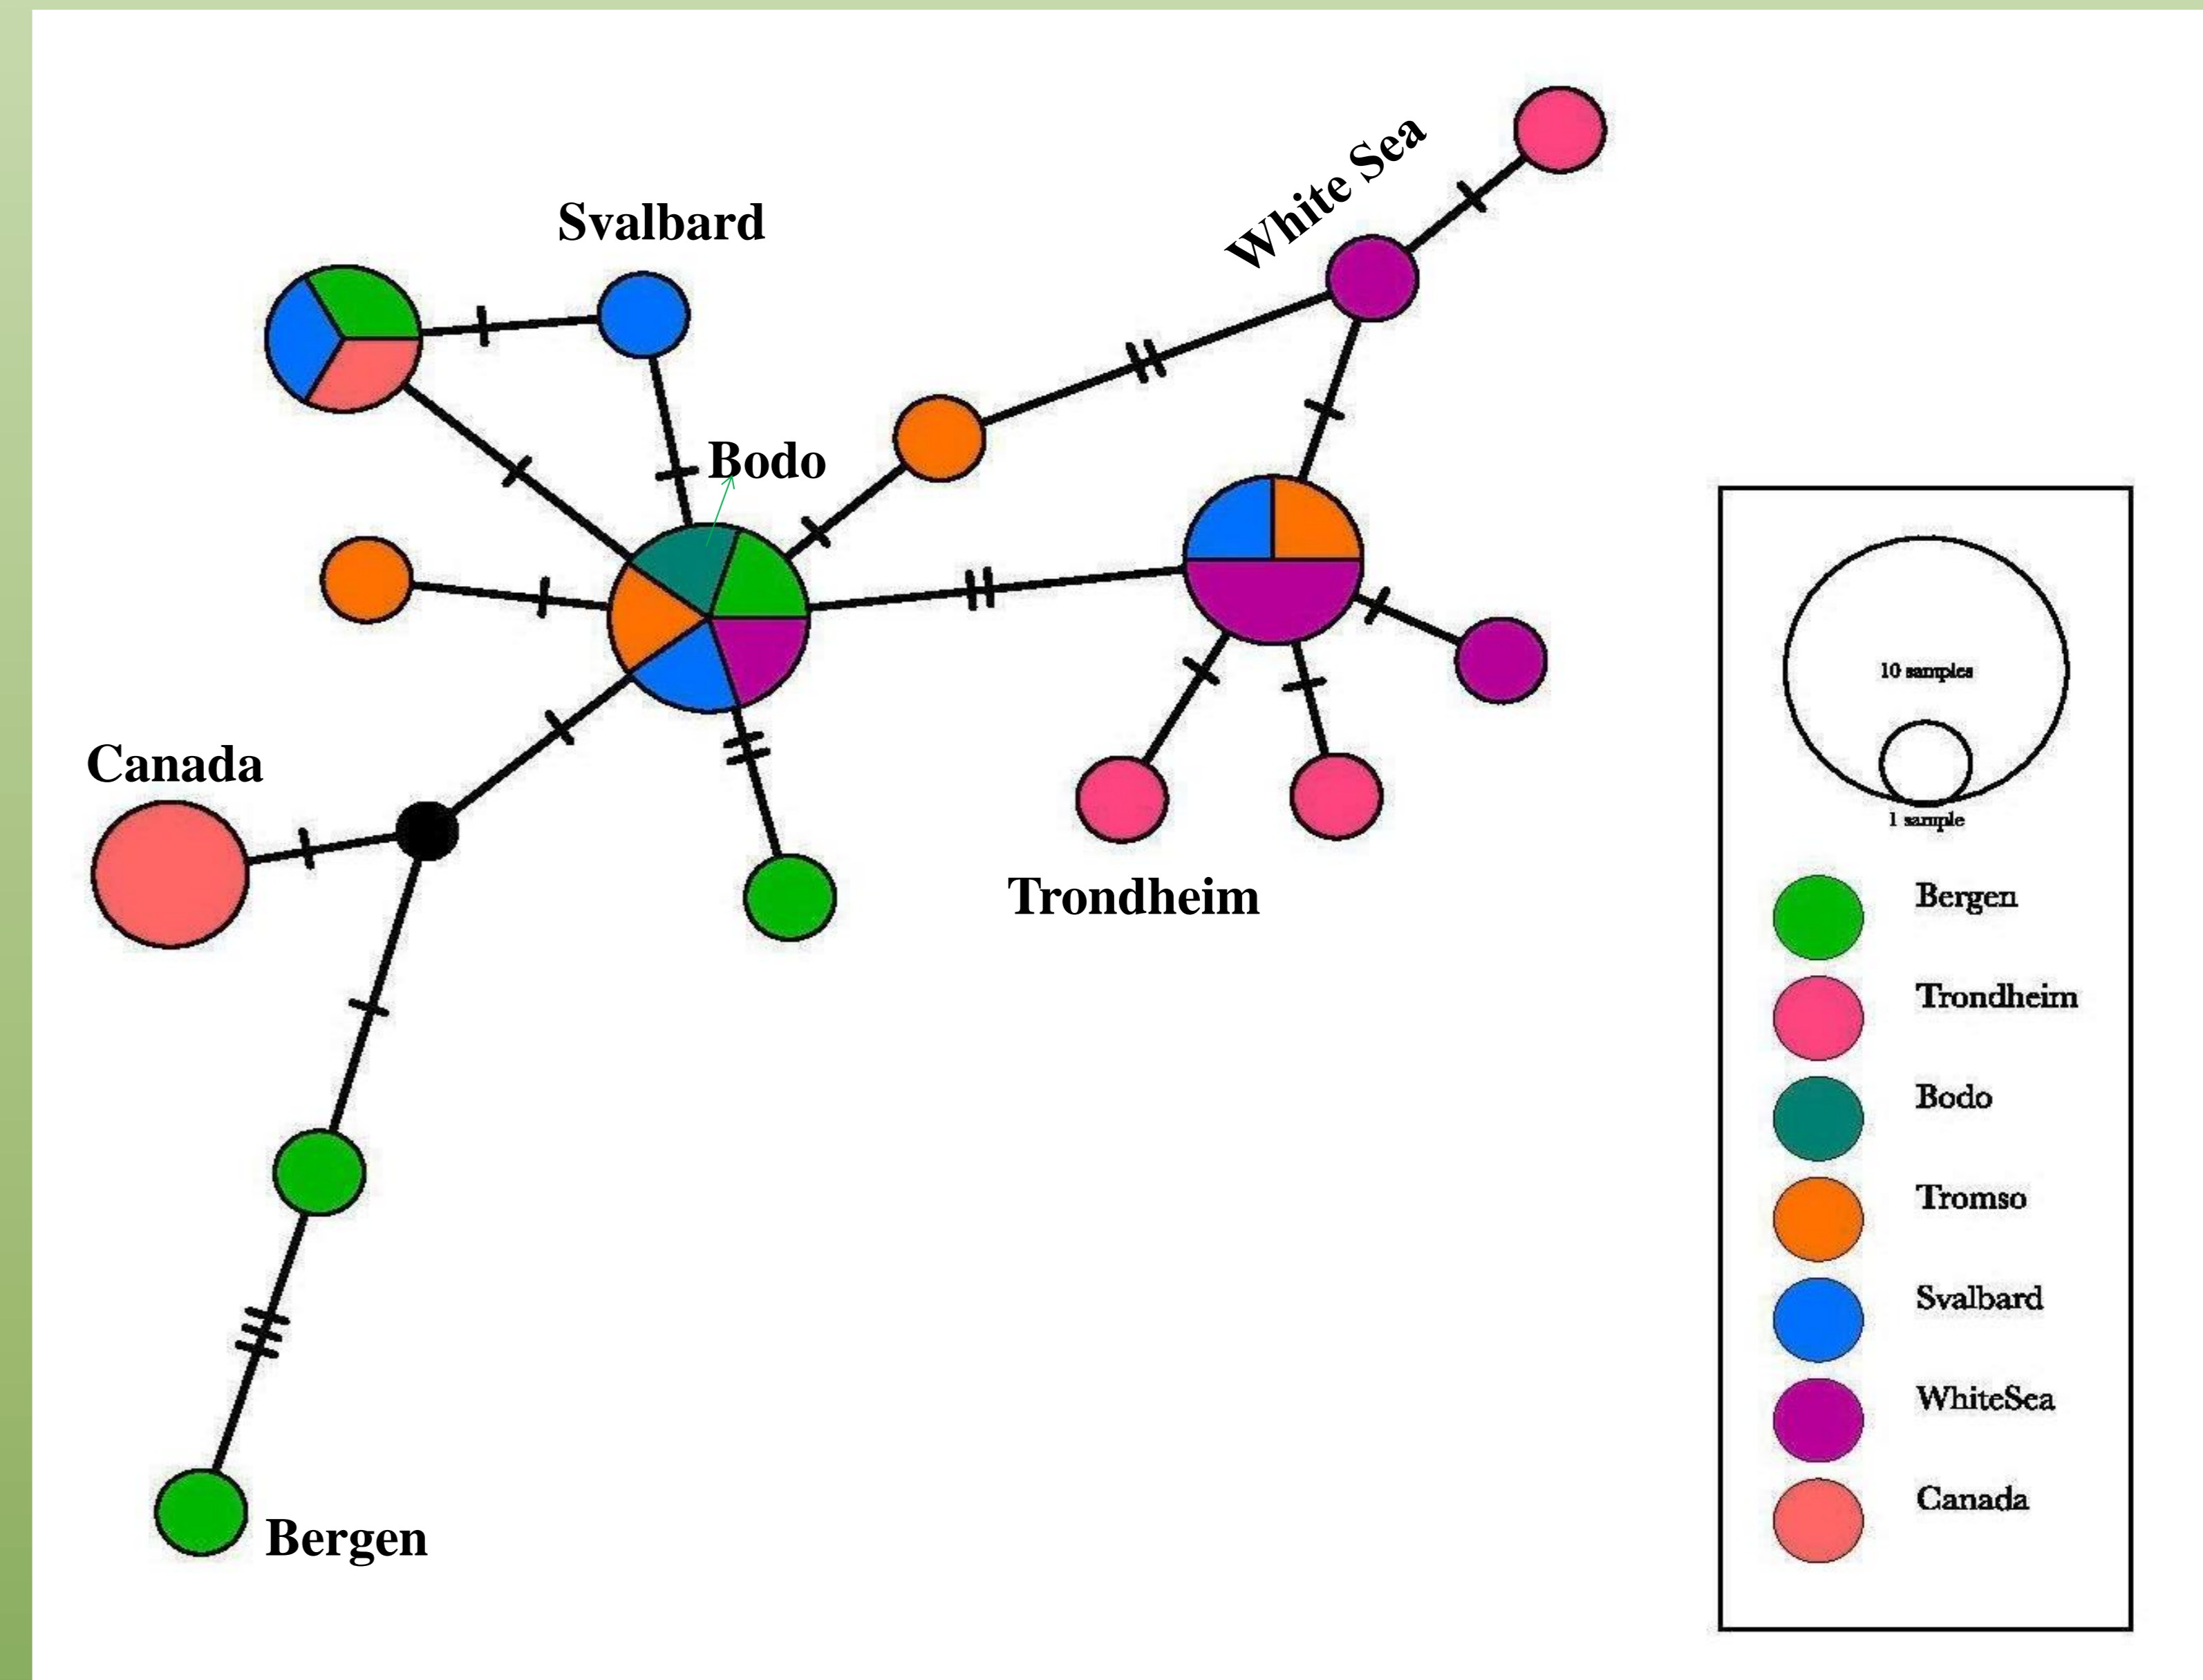 White Sea
Svalbard
Bodo
Canada
Trondheim
Bergen
10 samples
1 sample
Bergen
Trondheim
Bodo
Tromso
Svalbard
WhiteSea
Canada